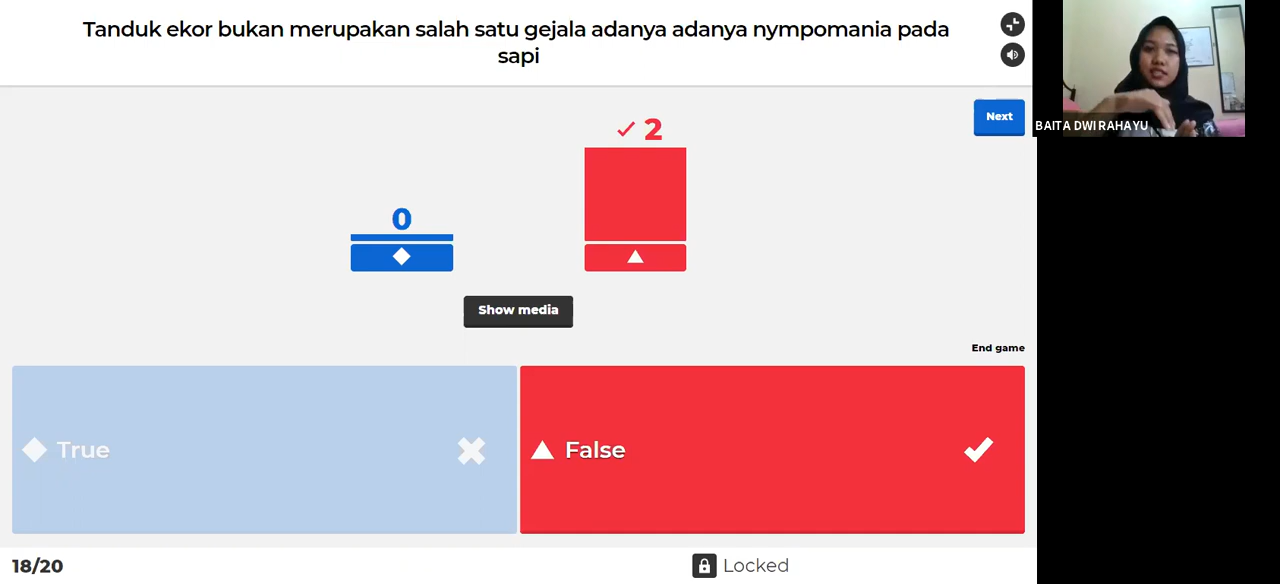 Tanduk ekor bukan merupakan salah satu gejala adanya adanya nympomania pada
sapi
Next
BAITA DWI RAHAYU
2
0
Show media
End game
True
False
18/20
Locked